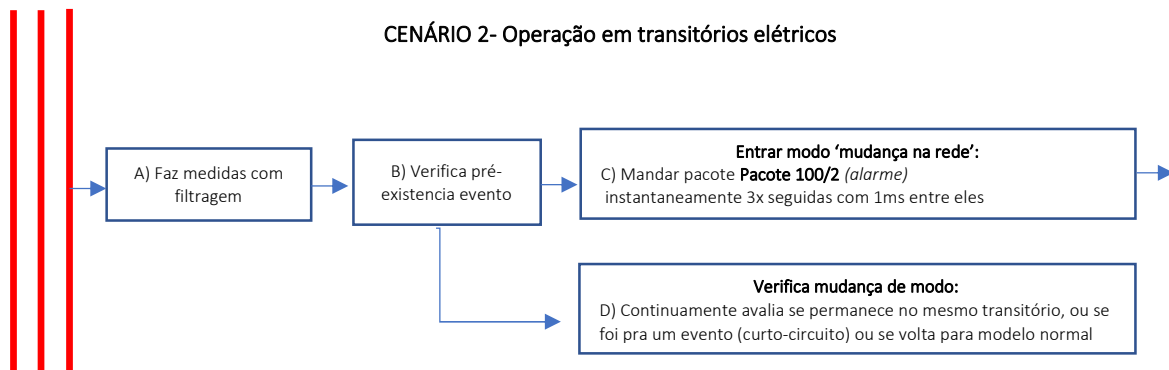 CENÁRIO 2- Operação em transitórios elétricos
A) Faz medidas com
filtragem
B) Verifica pré-
existencia evento
Entrar modo ‘mudança na rede’:
C) Mandar pacote Pacote 100/2 (alarme)
instantaneamente 3x seguidas com 1ms entre eles
Verifica mudança de modo:
D) Continuamente avalia se permanece no mesmo transitório, ou se
foi pra um evento (curto-circuito) ou se volta para modelo normal